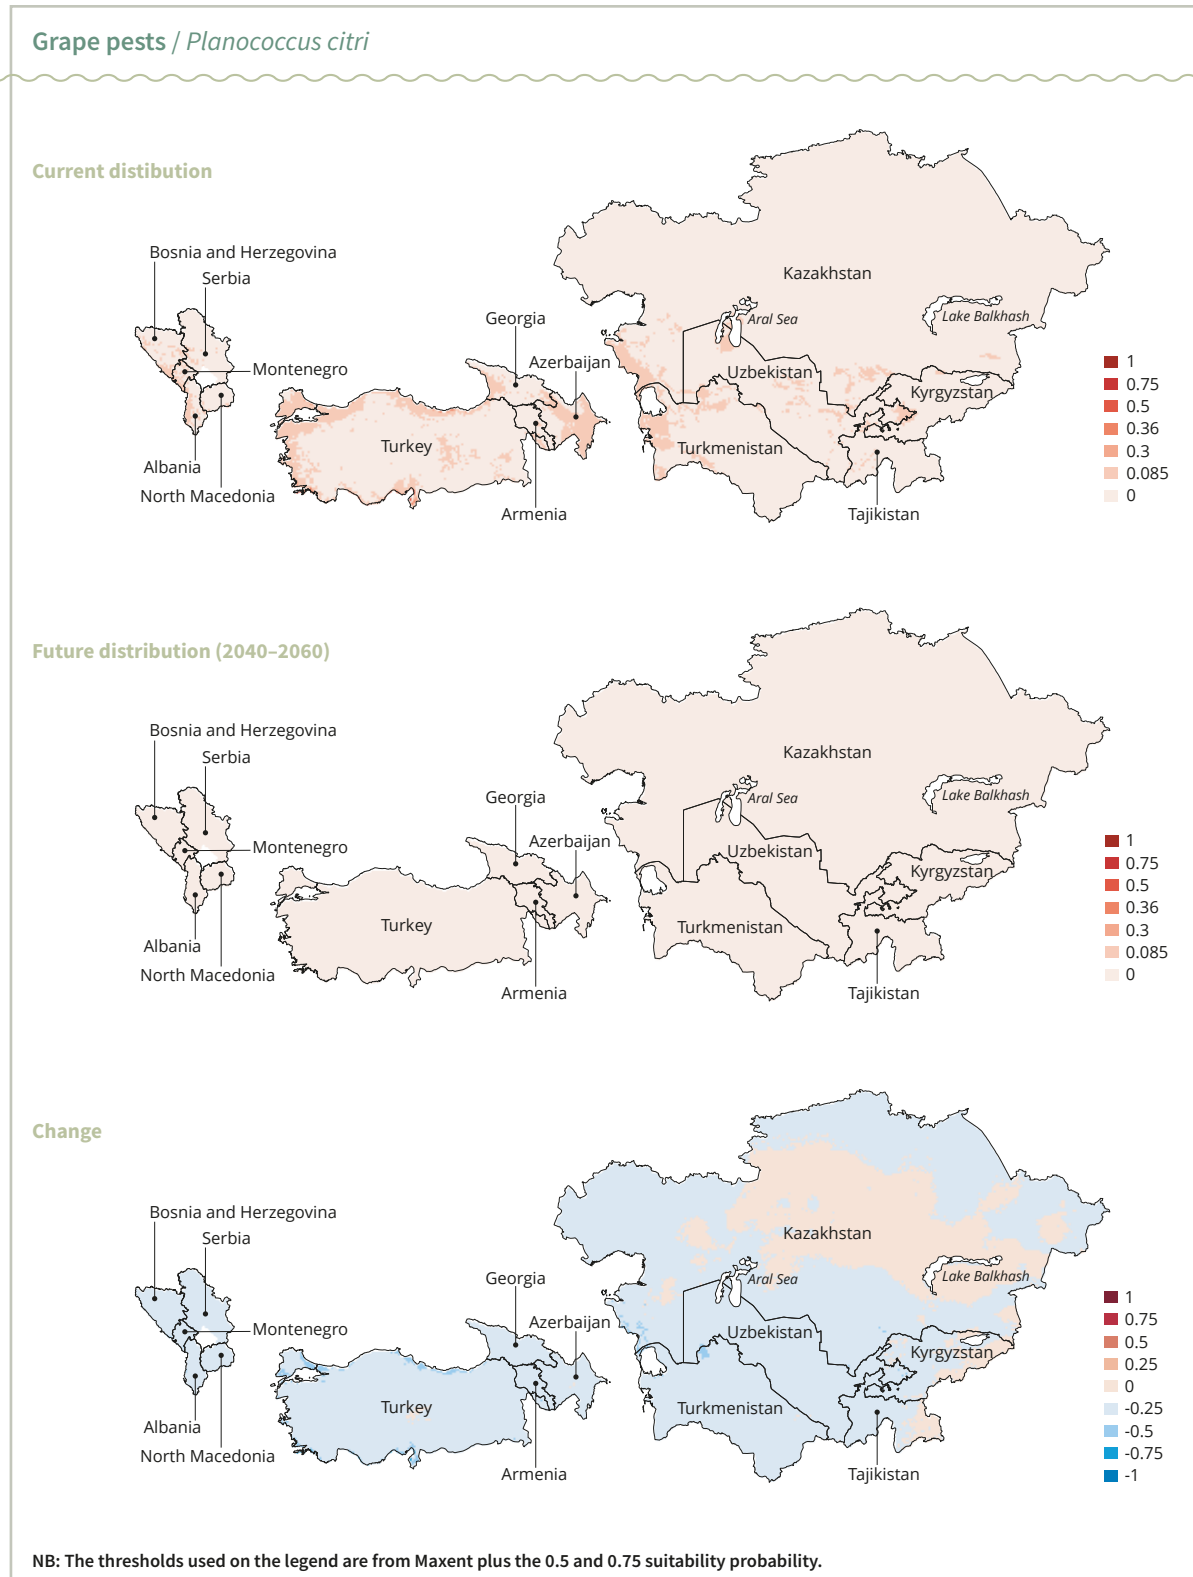 Grape pests / Planococcus citri
Current distibution
Bosnia and Herzegovina
Serbia
Montenegro
Albania
North Macedonia
Turkey
Georgia
Azerbaijan
Armenia
Kazakhstan
Aral Sea
Lake Balkhash
Uzbekistan
Kyrgyzstan
Turkmenistan
Tajikistan
1
0.75
0.5
0.36
0.3
0.085
0
Future distribution (2040–2060)
Bosnia and Herzegovina
Serbia
Montenegro
Albania
North Macedonia
Turkey
Georgia
Azerbaijan
Armenia
Kazakhstan
Aral Sea
Lake Balkhash
Uzbekistan
Kyrgyzstan
Turkmenistan
Tajikistan
1
0.75
0.5
0.36
0.3
0.085
0
Change
Bosnia and Herzegovina
Serbia
Montenegro
Albania
North Macedonia
Turkey
Georgia
Azerbaijan
Armenia
Kazakhstan
Aral Sea
Lake Balkhash
Uzbekistan
Kyrgyzstan
Turkmenistan
Tajikistan
1
0.75
0.5
0.25
0
-0.25
-0.5
-0.75
-1
NB: The thresholds used on the legend are from Maxent plus the 0.5 and 0.75 suitability probability.